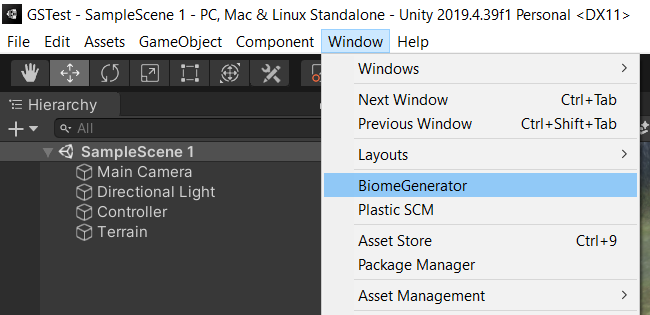 GSTest - SampleScene 1 - PC, Mac & Linux Standalone - Unity 2019.4.39f1 Personal <DX11>
File Edit Assets GameObject Component Window Help
Windows
Next Window Ctrl+Tab
Previous Window Ctrl+Shift+Tab
Layouts
BiomeGenerator
Plastic SCM
Asset Store Ctrl+9
Package Manager
Asset Management
Hierarchy
All
SampleScene 1
Main Camera
Directional Light
Controller
Terrain